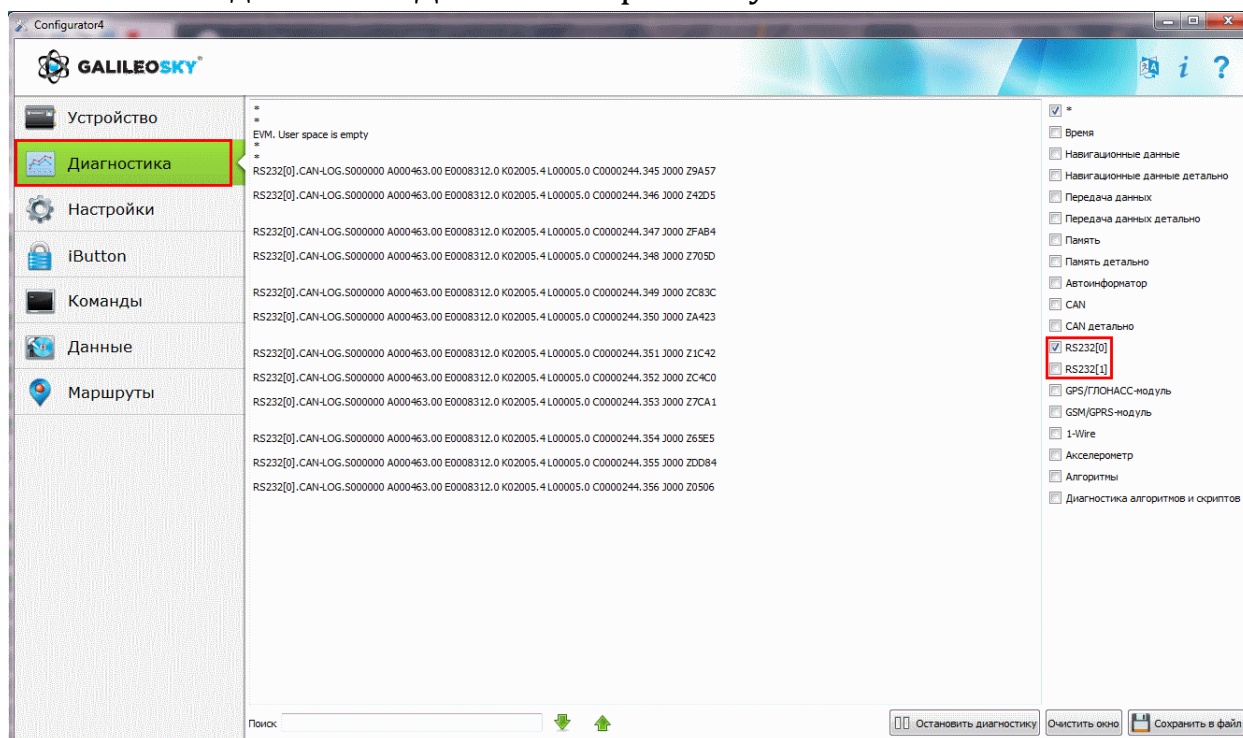 Configurator4
GALILEOSKY®
Устройство
Диагностика
Настройки
iButton
Команды
Данные
Маршруты
*
*
EVM. User space is empty
*
*
RS232[0].CAN-LOG.S000000 A000463.00 E0008312.0 K02005.4 L00005.0 C0000244.345 J000 Z9A57
RS232[0].CAN-LOG.S000000 A000463.00 E0008312.0 K02005.4 L00005.0 C0000244.346 J000 Z42D5
RS232[0].CAN-LOG.S000000 A000463.00 E0008312.0 K02005.4 L00005.0 C0000244.347 J000 ZFAB4
RS232[0].CAN-LOG.S000000 A000463.00 E0008312.0 K02005.4 L00005.0 C0000244.348 J000 Z705D
RS232[0].CAN-LOG.S000000 A000463.00 E0008312.0 K02005.4 L00005.0 C0000244.349 J000 ZC83C
RS232[0].CAN-LOG.S000000 A000463.00 E0008312.0 K02005.4 L00005.0 C0000244.350 J000 ZA423
RS232[0].CAN-LOG.S000000 A000463.00 E0008312.0 K02005.4 L00005.0 C0000244.351 J000 Z1C42
RS232[0].CAN-LOG.S000000 A000463.00 E0008312.0 K02005.4 L00005.0 C0000244.352 J000 ZC4C0
RS232[0].CAN-LOG.S000000 A000463.00 E0008312.0 K02005.4 L00005.0 C0000244.353 J000 Z7CA1
RS232[0].CAN-LOG.S000000 A000463.00 E0008312.0 K02005.4 L00005.0 C0000244.354 J000 Z65E5
RS232[0].CAN-LOG.S000000 A000463.00 E0008312.0 K02005.4 L00005.0 C0000244.355 J000 ZDD84
RS232[0].CAN-LOG.S000000 A000463.00 E0008312.0 K02005.4 L00005.0 C0000244.356 J000 Z0506
*
Время
Навигационные данные
Навигационные данные детально
Передача данных
Передача данных детально
Память
Память детально
Автоинформатор
CAN
CAN детально
RS232[0]
RS232[1]
GPS/ГЛОНАСС-модуль
GSM/GPRS-модуль
1-Wire
Акселерометр
Алгоритмы
Диагностика алгоритмов и скриптов
Поиск
Остановить диагностику
Очистить окно
Сохранить в файл